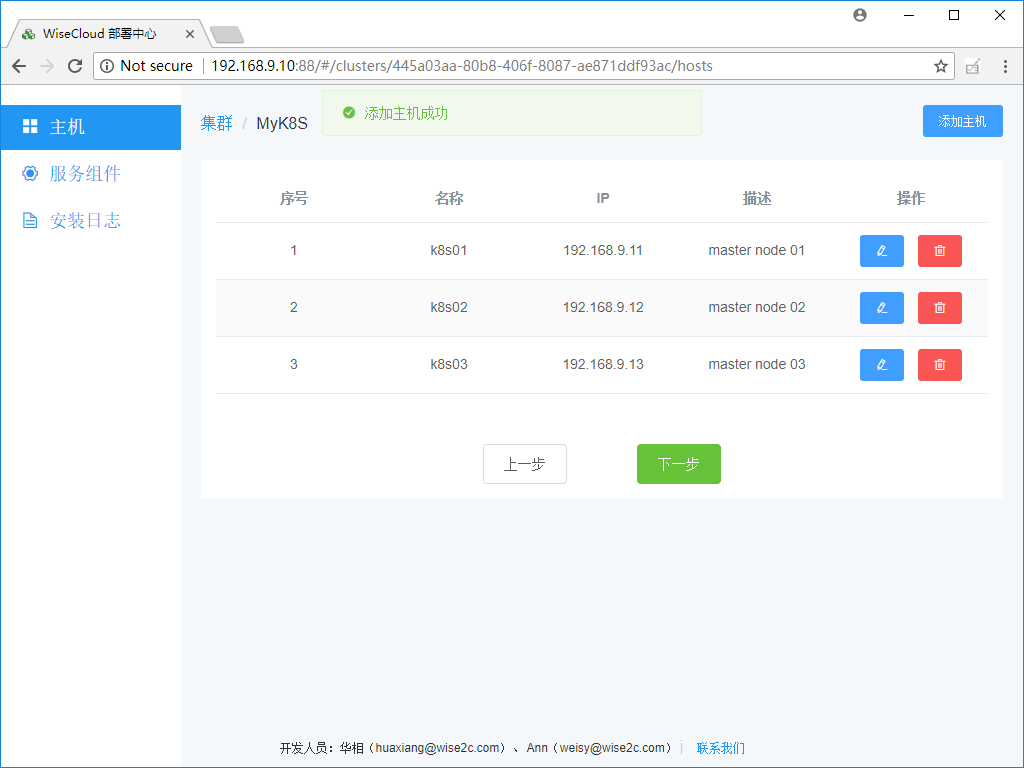 WiseCloud 部署中心
Not secure
192.168.9.10:88/#/clusters/445a03aa-80b8-406f-8087-ae871ddf93ac/hosts
主机
服务组件
安装日志
集群 / MyK8S
添加主机成功
添加主机
序号 名称 IP 描述 操作
1 k8s01 192.168.9.11 master node 01
2 k8s02 192.168.9.12 master node 02
3 k8s03 192.168.9.13 master node 03
上一步 下一步
开发人员：华相（huaxiang@wise2c.com）、Ann（weisy@wise2c.com） | 联系我们